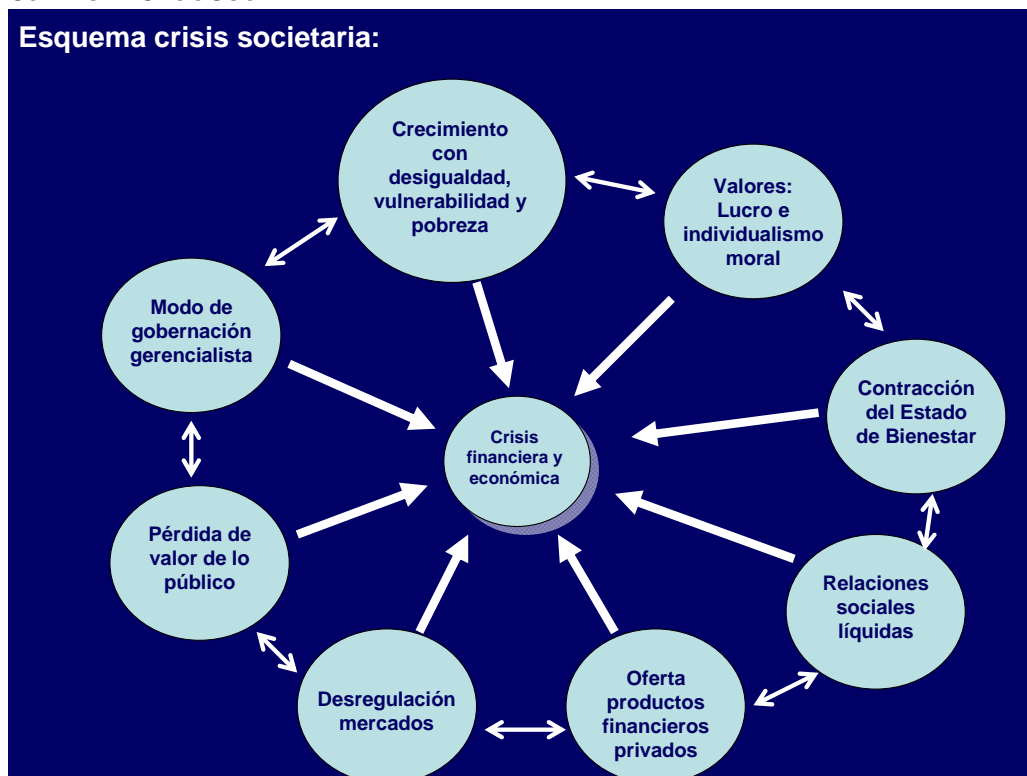 Esquema crisis societaria:
Crecimiento
con
desigualdad,
vulnerabilidad y
pobreza
Valores:
Lucro e
individualismo
moral
Modo de
gobernación
gerencialista
Contracción
del Estado
de Bienestar
Crisis
financiera y
económica
Pérdida de
valor de lo
público
Relaciones
sociales
líquidas
Desregulación
mercados
Oferta
productos
financieros
privados